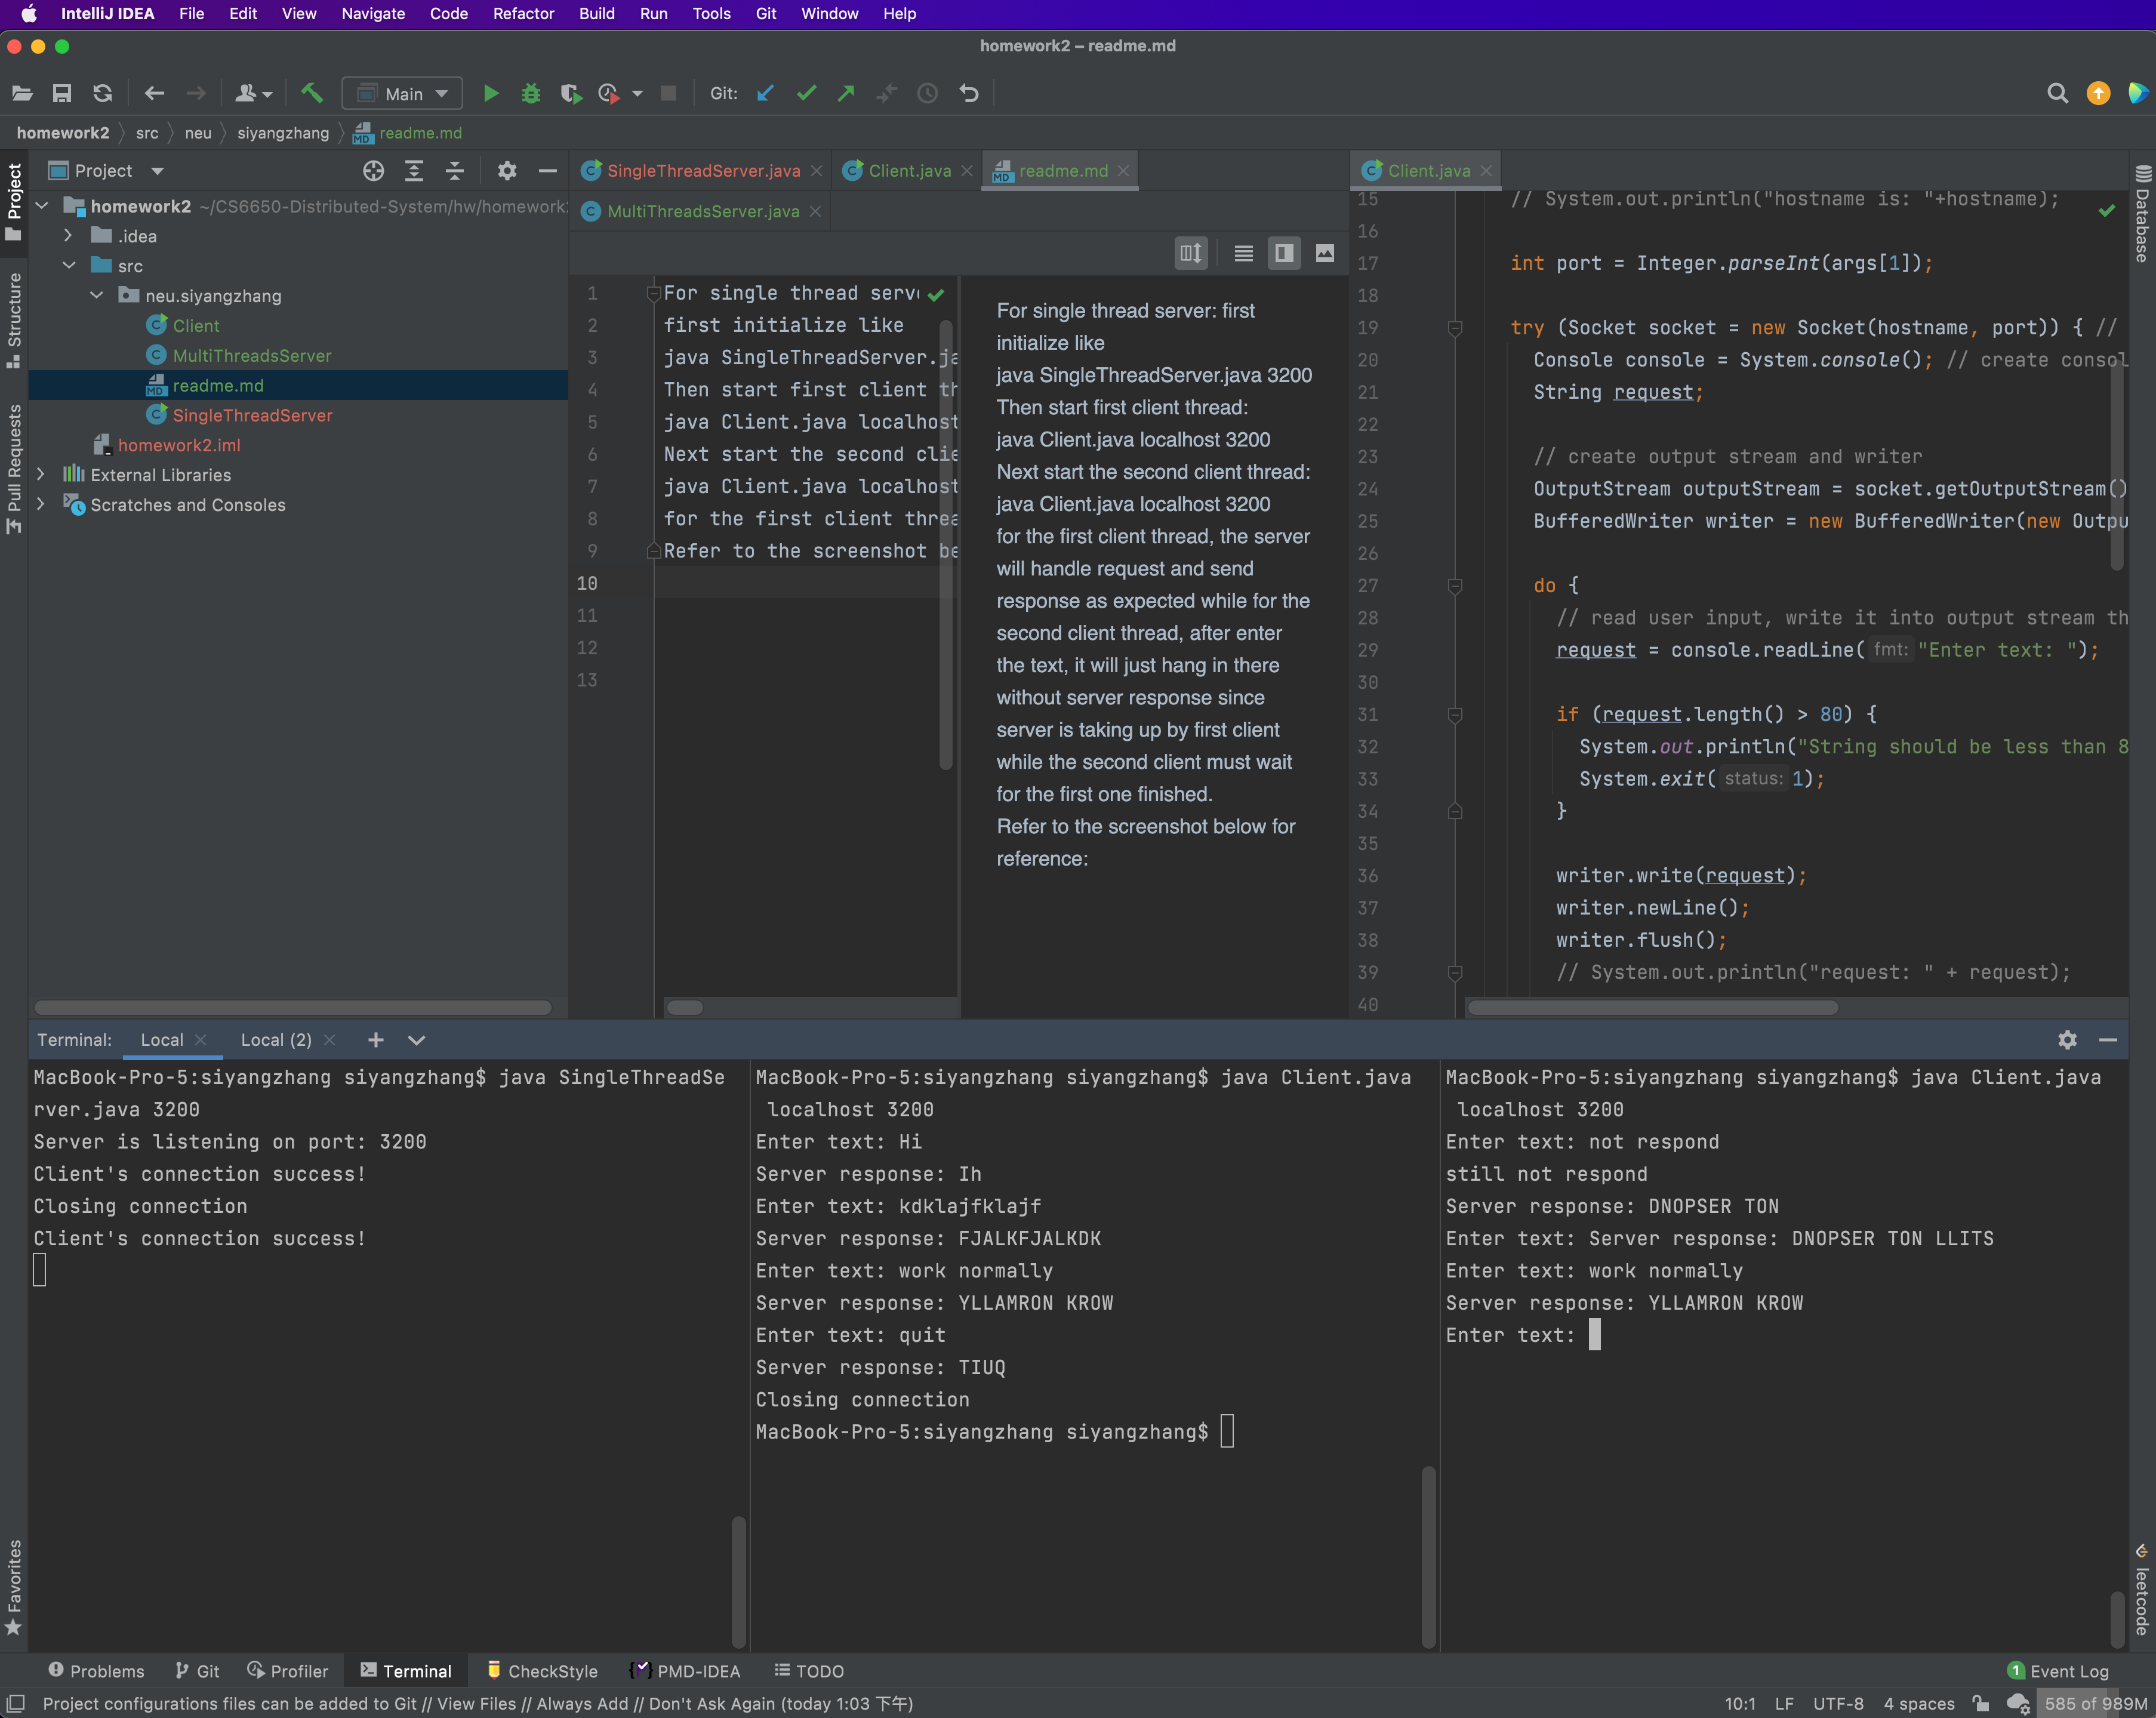 IntelliJ IDEA File Edit View Navigate Code Refactor Build Run Tools Git Window Help
homework2 – readme.md
Main Git:
homework2 src neu siyangzhang readme.md
Project
Structure
Pull Requests
Favorites
Project
homework2 ~/CS6650-Distributed-System/hw/homework
.idea
src
neu.siyangzhang
Client
MultiThreadsServer
readme.md
SingleThreadServer
homework2.iml
External Libraries
Scratches and Consoles
SingleThreadServer.java Client.java readme.md
MultiThreadsServer.java
1 For single thread serv
2 first initialize like
3 java SingleThreadServer.ja
4 Then start first client th
5 java Client.java localhost
6 Next start the second clie
7 java Client.java localhost
8 for the first client threa
9 Refer to the screenshot be
10
11
12
13
For single thread server: first
initialize like
java SingleThreadServer.java 3200
Then start first client thread:
java Client.java localhost 3200
Next start the second client thread:
java Client.java localhost 3200
for the first client thread, the server
will handle request and send
response as expected while for the
second client thread, after enter
the text, it will just hang in there
without server response since
server is taking up by first client
while the second client must wait
for the first one finished.
Refer to the screenshot below for
reference:
Client.java
15 // System.out.println("hostname is: "+hostname);
16
17 int port = Integer.parseInt(args[1]);
18
19 try (Socket socket = new Socket(hostname, port)) { //
20 Console console = System.console(); // create consol
21 String request;
22
23 // create output stream and writer
24 OutputStream outputStream = socket.getOutputStream()
25 BufferedWriter writer = new BufferedWriter(new Outpu
26
27 do {
28 // read user input, write it into output stream th
29 request = console.readLine( fmt: "Enter text: ");
30
31 if (request.length() > 80) {
32 System.out.println("String should be less than 8
33 System.exit( status: 1);
34 }
35
36 writer.write(request);
37 writer.newLine();
38 writer.flush();
39 // System.out.println("request: " + request);
40
Database
leetcode
Terminal: Local Local (2)
MacBook-Pro-5:siyangzhang siyangzhang$ java SingleThreadSe
rver.java 3200
Server is listening on port: 3200
Client's connection success!
Closing connection
Client's connection success!
MacBook-Pro-5:siyangzhang siyangzhang$ java Client.java
localhost 3200
Enter text: Hi
Server response: Ih
Enter text: kdklajfklajf
Server response: FJALKFJALKDK
Enter text: work normally
Server response: YLLAMRON KROW
Enter text: quit
Server response: TIUQ
Closing connection
MacBook-Pro-5:siyangzhang siyangzhang$
MacBook-Pro-5:siyangzhang siyangzhang$ java Client.java
localhost 3200
Enter text: not respond
still not respond
Server response: DNOPSER TON
Enter text: Server response: DNOPSER TON LLITS
Enter text: work normally
Server response: YLLAMRON KROW
Enter text:
Problems Git Profiler Terminal CheckStyle PMD-IDEA TODO 1 Event Log
Project configurations files can be added to Git // View Files // Always Add // Don't Ask Again (today 1:03 下午) 10:1 LF UTF-8 4 spaces 585 of 989M